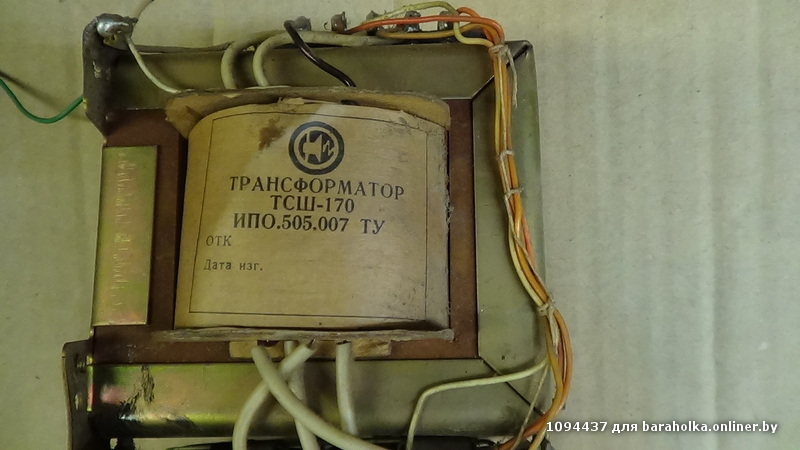 ТРАНСФОРМАТОР
ТСШ-170
ИПО.505.007 ТУ
ОТК
Дата изг.
1094437 для baraholka.onliner.by